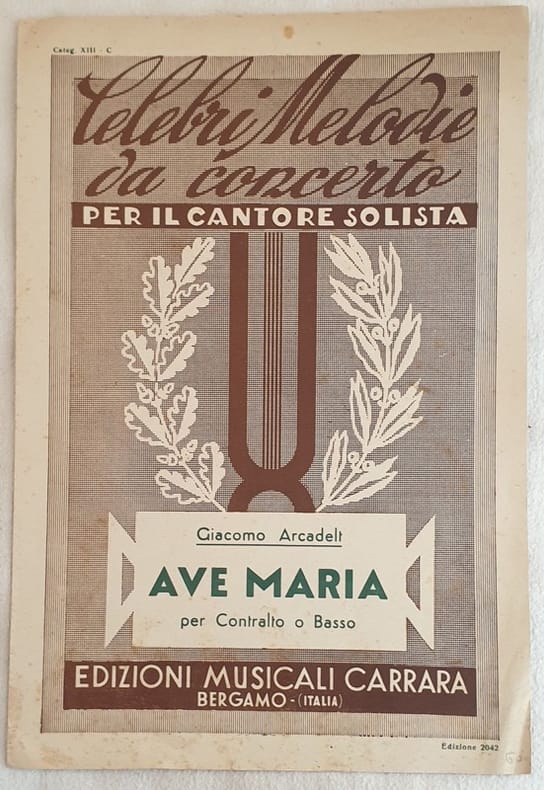 Categ. XIII - C
Celebri Melodie
da concerto
PER IL CANTORE SOLISTA
Giacomo Arcadelt
AVE MARIA
per Contralto o Basso
EDIZIONI MUSICALI CARRARA
BERGAMO - (ITALIA)
Edizione 2042